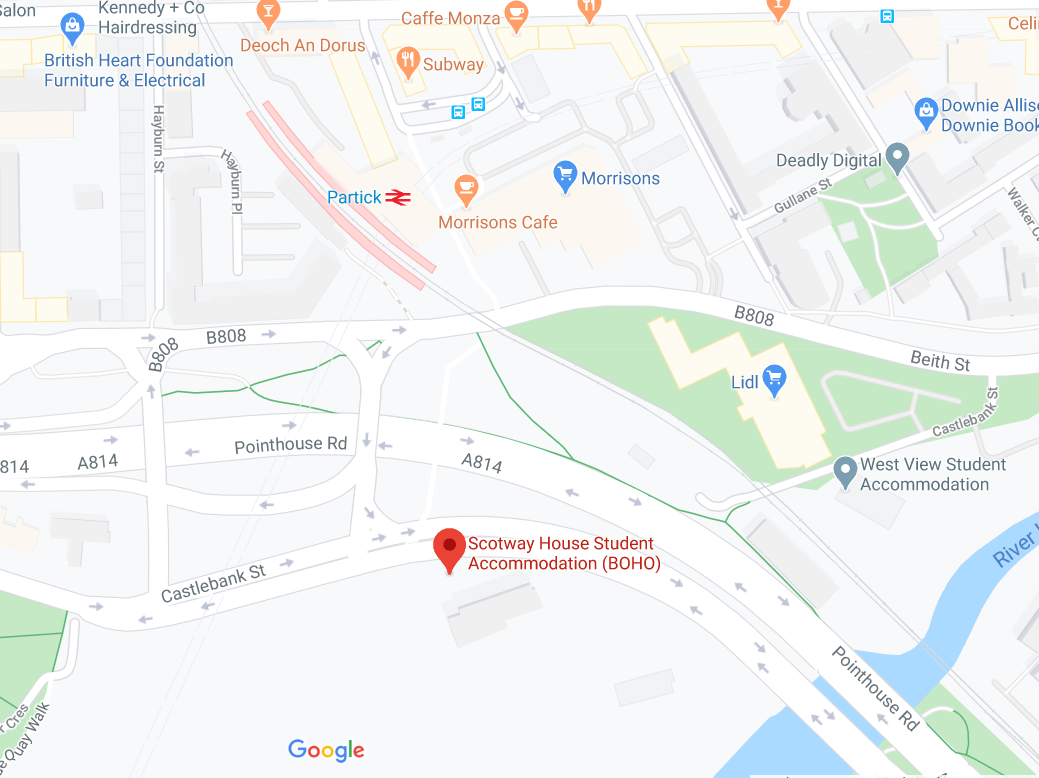 Salon
Kennedy + Co
Hairdressing
British Heart Foundation
Furniture & Electrical
Deoch An Dorus
Caffe Monza
Subway
Celi
Downie Allis
Downie Book
Deadly Digital
Hayburn St
Hayburn Pl
Partick
Morrisons
Morrisons Cafe
Gullane St
Walker C
B808
B808
B808
Beith St
Lidl
Castlebank St
814
A814
Pointhouse Rd
A814
West View Student
Accommodation
Scotway House Student
Accommodation (BOHO)
River
Castlebank St
Pointhouse Rd
r Cres
e Quay Walk
Google